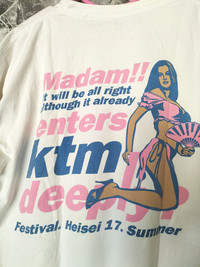 Madam!!
it will be all right
although it already
enters
ktm
deeply?
Festival. Heisei 17. Summer